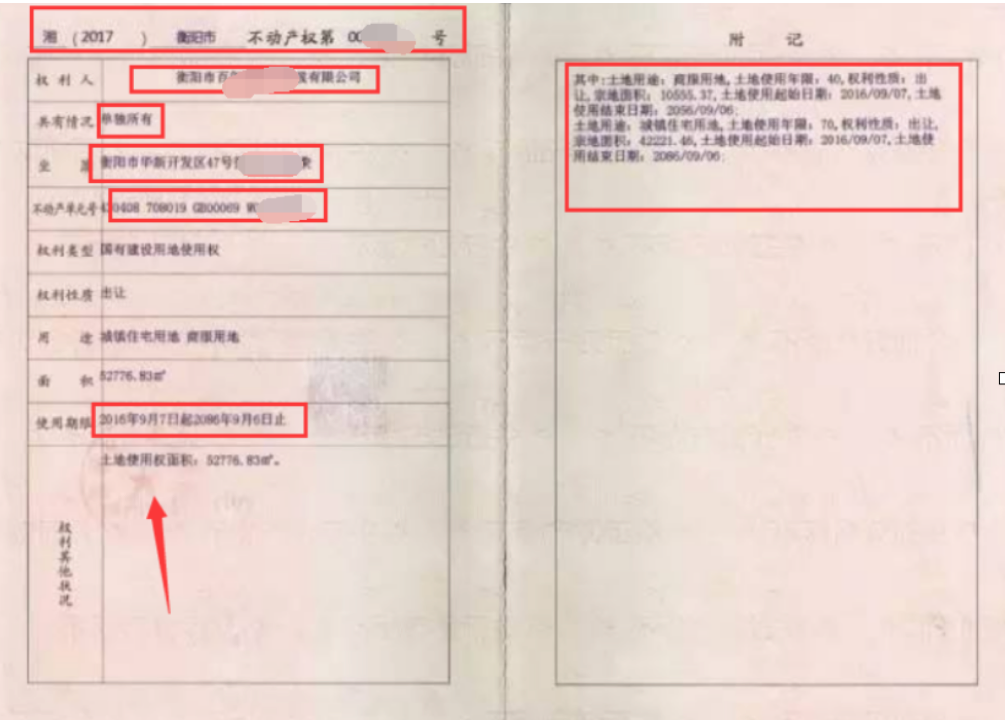 湘 (2017 ) 衡阳市 不动产权第 00 号
权利人 衡阳市百 发有限公司
共有情况 单独所有
坐落 衡阳市华新开发区47号
不动产单元号 430408 708019 GB00069 W0
权利类型 国有建设用地使用权
权利性质 出让
用途 城镇住宅用地 商服用地
面积 52776.83㎡
使用期限 2016年9月7日起2086年9月6日止
土地使用权面积：52776.83㎡。
权利其他状况
附 记
其中:土地用途：商服用地,土地使用年限：40,权利性质：出
让,宗地面积：10555.37,土地使用起始日期：2016/09/07,土地
使用结束日期：2056/09/06;
土地用途：城镇住宅用地,土地使用年限：70,权利性质：出让,
宗地面积：42221.46,土地使用起始日期：2016/09/07,土地使
用结束日期：2086/09/06;